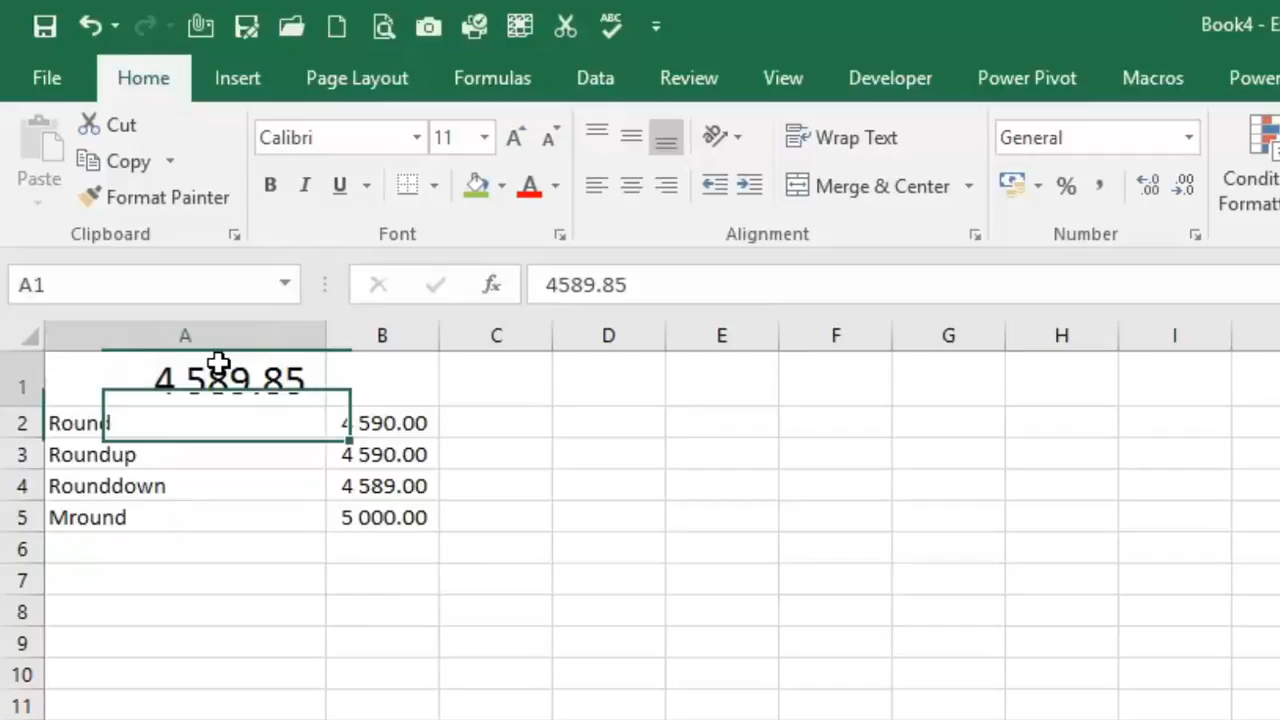 ABC
Book4 - E
File Home Insert Page Layout Formulas Data Review View Developer Power Pivot Macros Power
Paste
Cut
Copy
Format Painter
Clipboard
Calibri 11
B I U A
Font
Wrap Text
Merge & Center
Alignment
General
% ,
Number
Condit
Formatt
A1 fx 4589.85
A B C D E F G H I
1 4 589.85
2 Round 4 590.00
3 Roundup 4 590.00
4 Rounddown 4 589.00
5 Mround 5 000.00
6
7
8
9
10
11